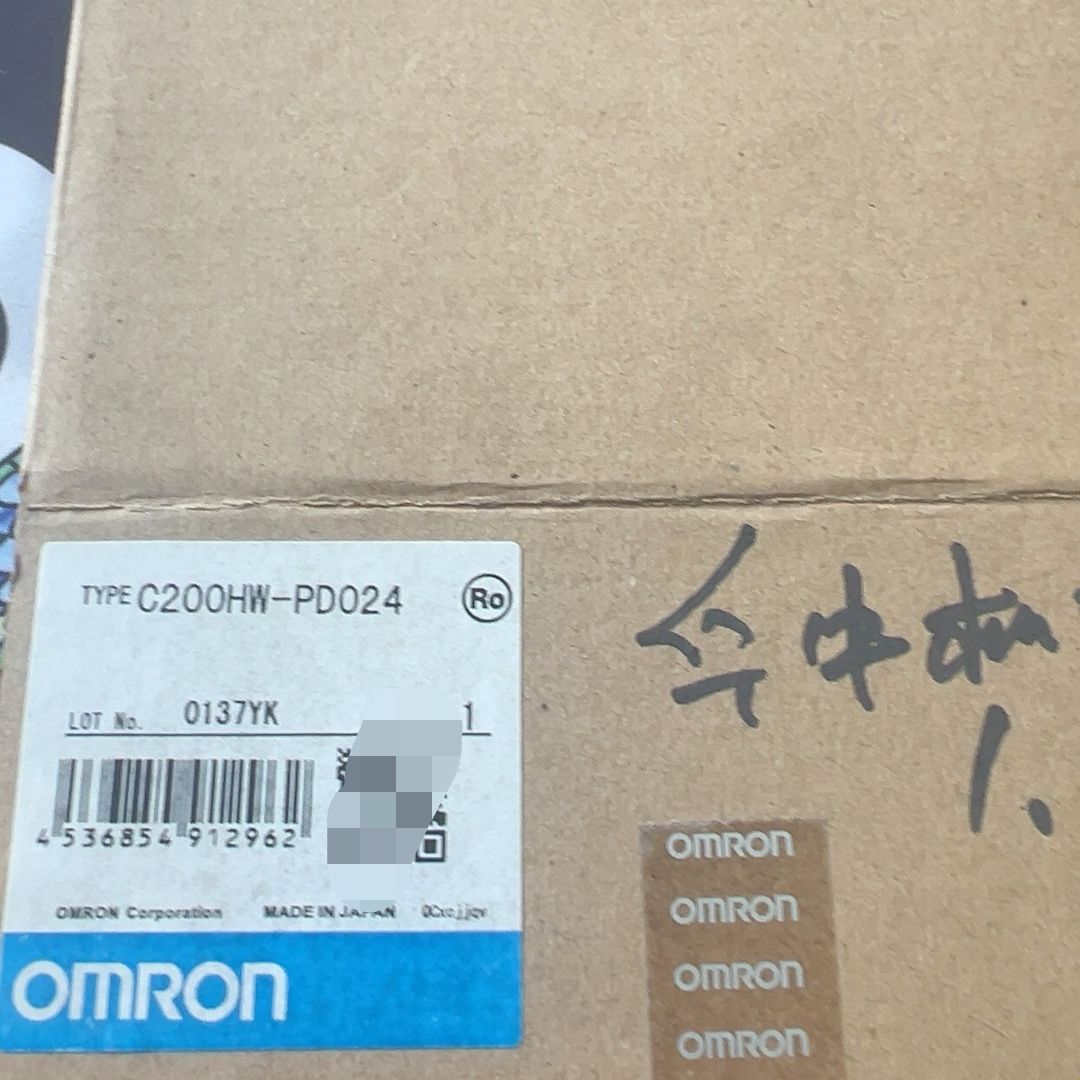 TYPE C200HW-PD024
Ro
LOT No. 0137YK 1
4 536854 912962
OMRON Corporation MADE IN JAPAN
OMRON
OMRON
OMRON
OMRON
OMRON
1.